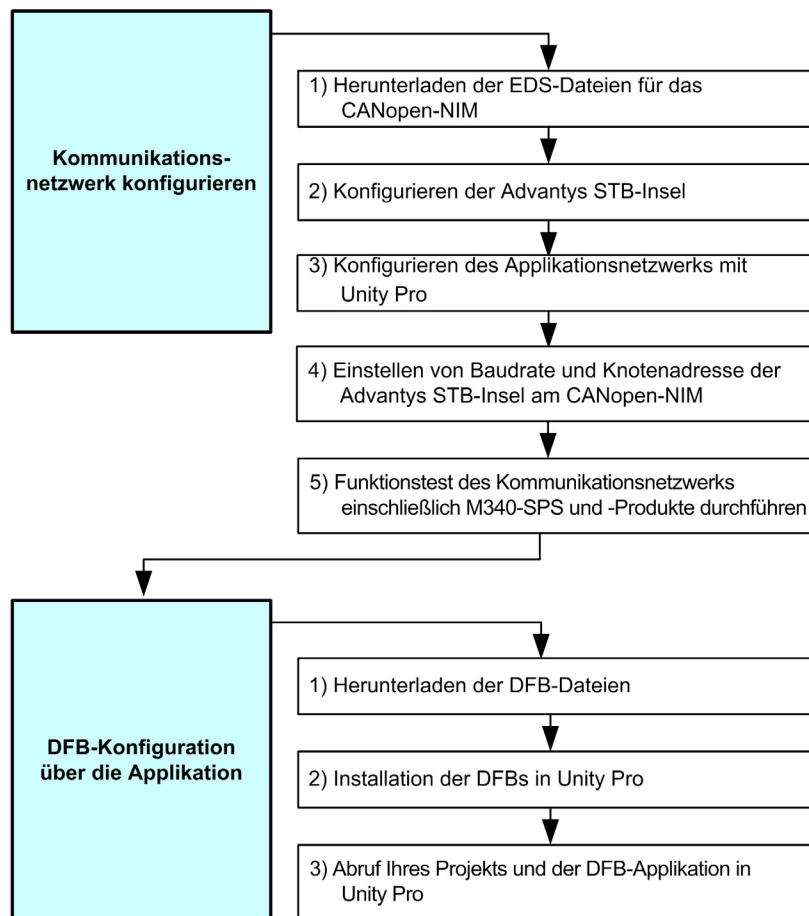 Kommunikations-
netzwerk konfigurieren
1) Herunterladen der EDS-Dateien für das
CANopen-NIM
2) Konfigurieren der Advantys STB-Insel
3) Konfigurieren des Applikationsnetzwerks mit
Unity Pro
4) Einstellen von Baudrate und Knotenadresse der
Advantys STB-Insel am CANopen-NIM
5) Funktionstest des Kommunikationsnetzwerks
einschließlich M340-SPS und -Produkte durchführen
DFB-Konfiguration
über die Applikation
1) Herunterladen der DFB-Dateien
2) Installation der DFBs in Unity Pro
3) Abruf Ihres Projekts und der DFB-Applikation in
Unity Pro